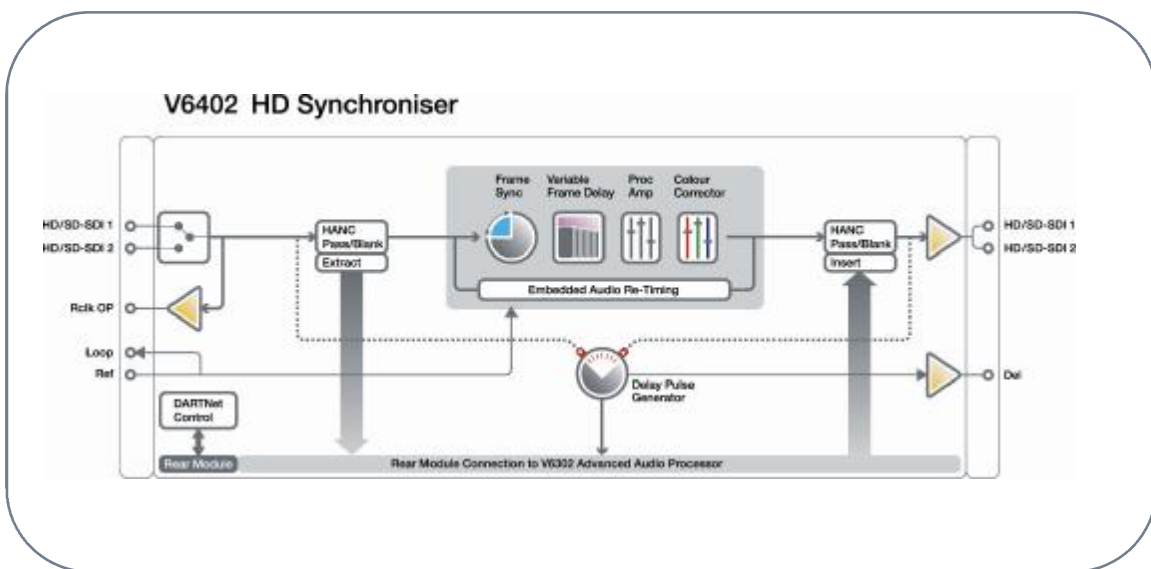 V6402 HD Synchroniser
Frame
Sync
Variable
Frame Delay
Proc
Amp
Colour
Corrector
HD/SD-SDI 1
HD/SD-SDI 2
HANC
Pass/Blank
Extract
HANC
Pass/Blank
Insert
HD/SD-SDI 1
HD/SD-SDI 2
Embedded Audio Re-Timing
Rclk OP
Loop
Ref
Delay Pulse
Generator
Del
DARTNet
Control
Rear Module
Rear Module Connection to V6302 Advanced Audio Processor